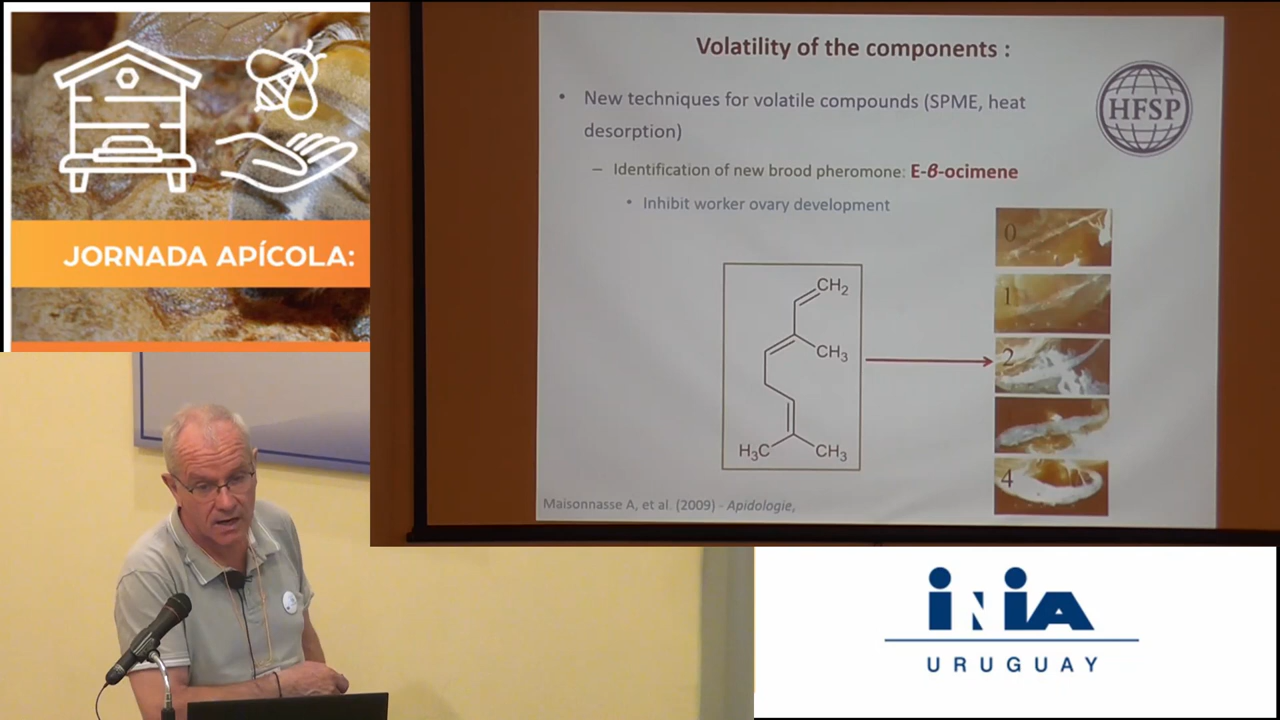 JORNADA APÍCOLA:
Volatility of the components :
• New techniques for volatile compounds (SPME, heat
desorption)
– Identification of new brood pheromone: E-β-ocimene
• Inhibit worker ovary development
HFSP
CH2
CH3
H3C
CH3
0
1
2
4
Maisonnasse A, et al. (2009) - Apidologie,
INIA
URUGUAY